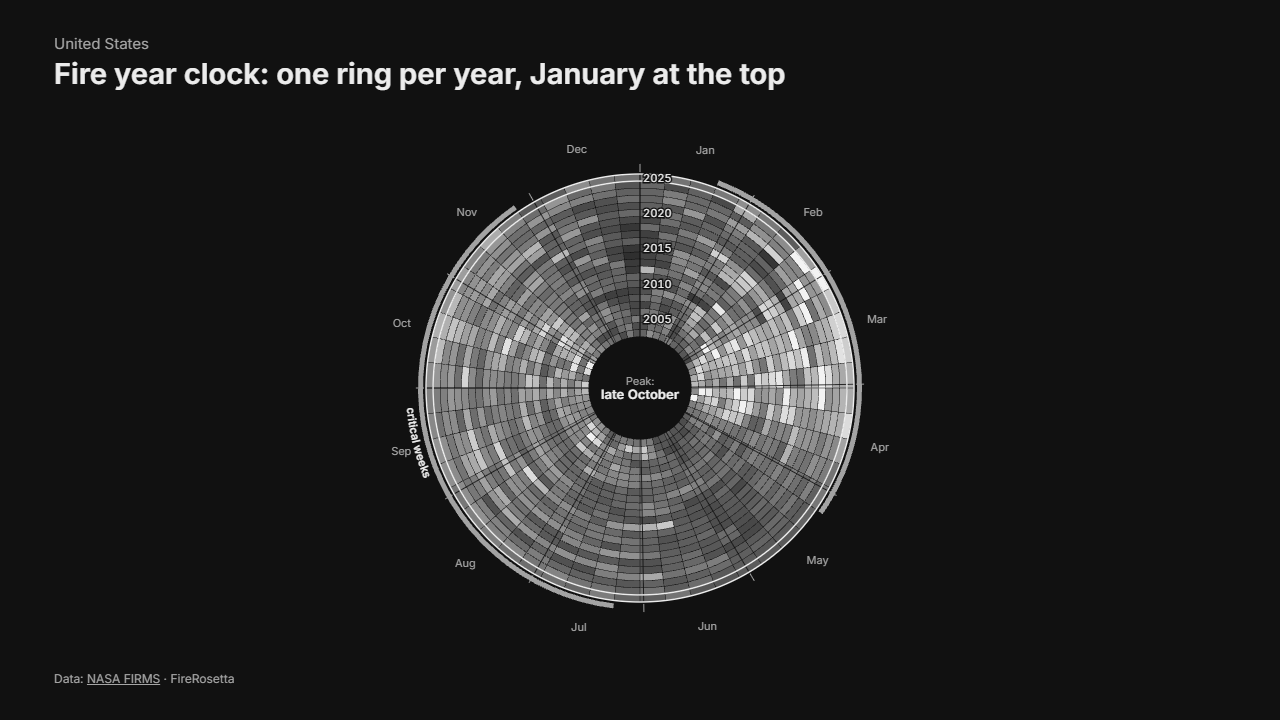 United States
Fire year clock: one ring per year, January at the top
Dec
Jan
Nov
Feb
Oct
Mar
Sep
Apr
Aug
May
Jul
Jun
2025
2020
2015
2010
2005
Peak:
late October
critical weeks
Data: NASA FIRMS · FireRosetta